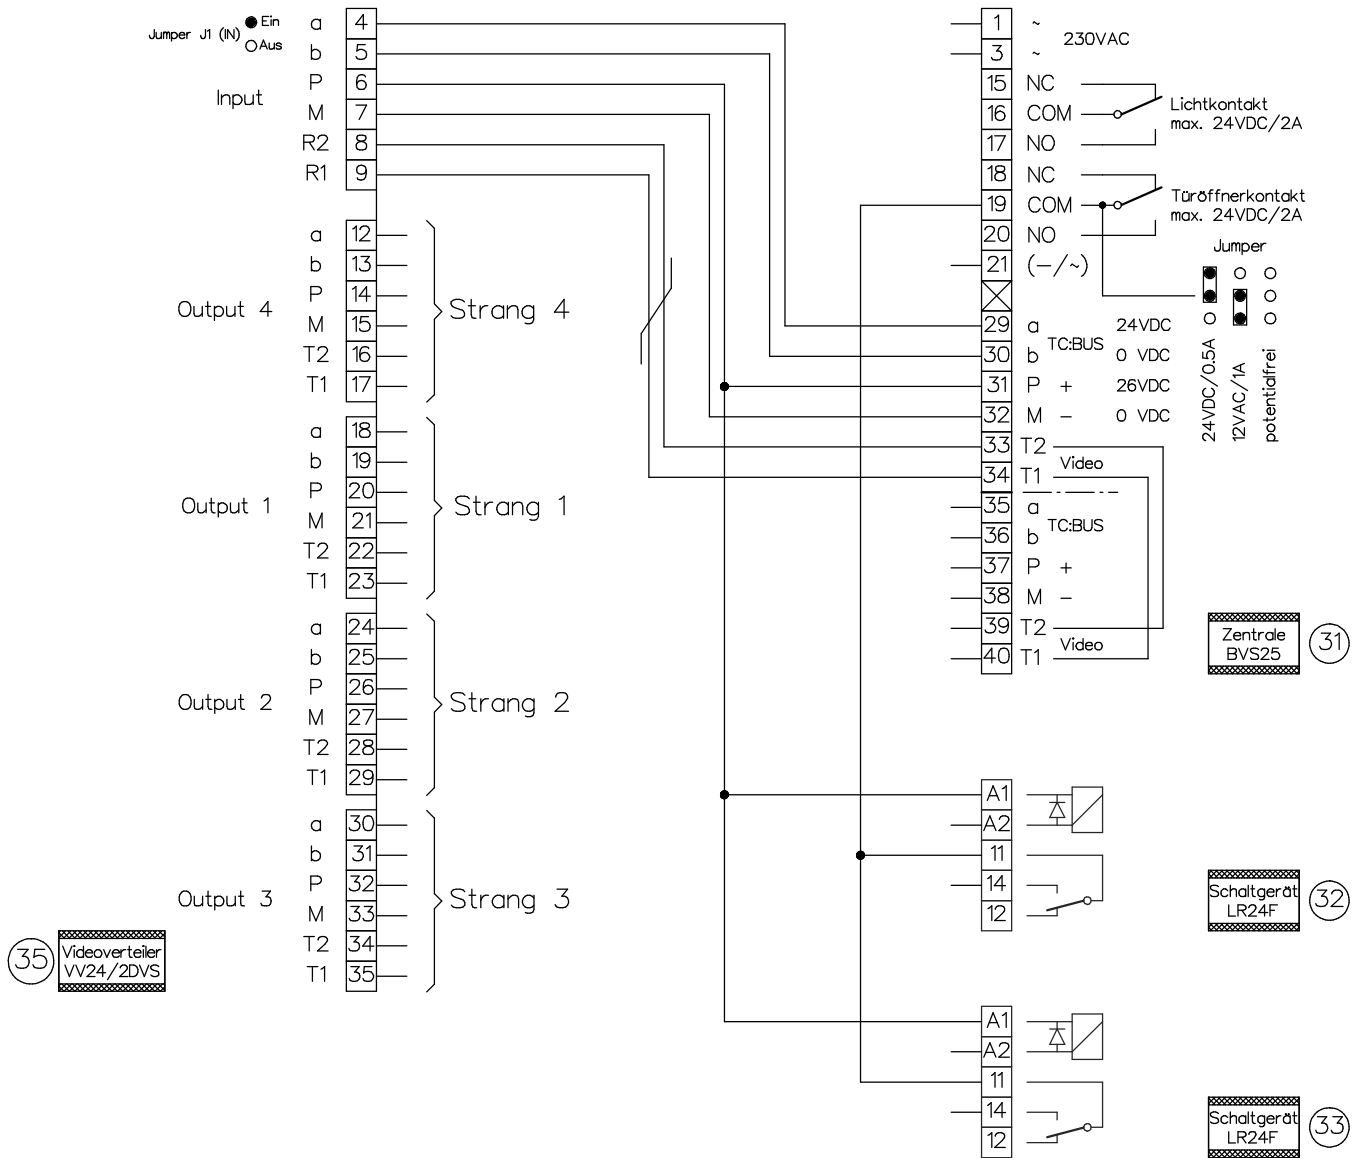 Jumper J1 (IN)
Ein
Aus
Input
a 4
b 5
P 6
M 7
R2 8
R1 9
Output 4
a 12
b 13
P 14
M 15
T2 16
T1 17
Strang 4
Output 1
a 18
b 19
P 20
M 21
T2 22
T1 23
Strang 1
Output 2
a 24
b 25
P 26
M 27
T2 28
T1 29
Strang 2
Output 3
a 30
b 31
P 32
M 33
T2 34
T1 35
Strang 3
35
Videoverteiler
VV24/2DVS
1 ~
230VAC
3 ~
15 NC
16 COM
17 NO
Lichtkontakt
max. 24VDC/2A
18 NC
19 COM
20 NO
Türöffnerkontakt
max. 24VDC/2A
21 (-/~)
Jumper
24VDC/0.5A
12VAC/1A
potentialfrei
29 a 24VDC
TC:BUS
30 b 0 VDC
31 P + 26VDC
32 M - 0 VDC
33 T2
Video
34 T1
35 a
TC:BUS
36 b
37 P +
38 M -
39 T2
Video
40 T1
Zentrale
BVS25
31
A1
A2
11
14
12
Schaltgerät
LR24F
32
A1
A2
11
14
12
Schaltgerät
LR24F
33